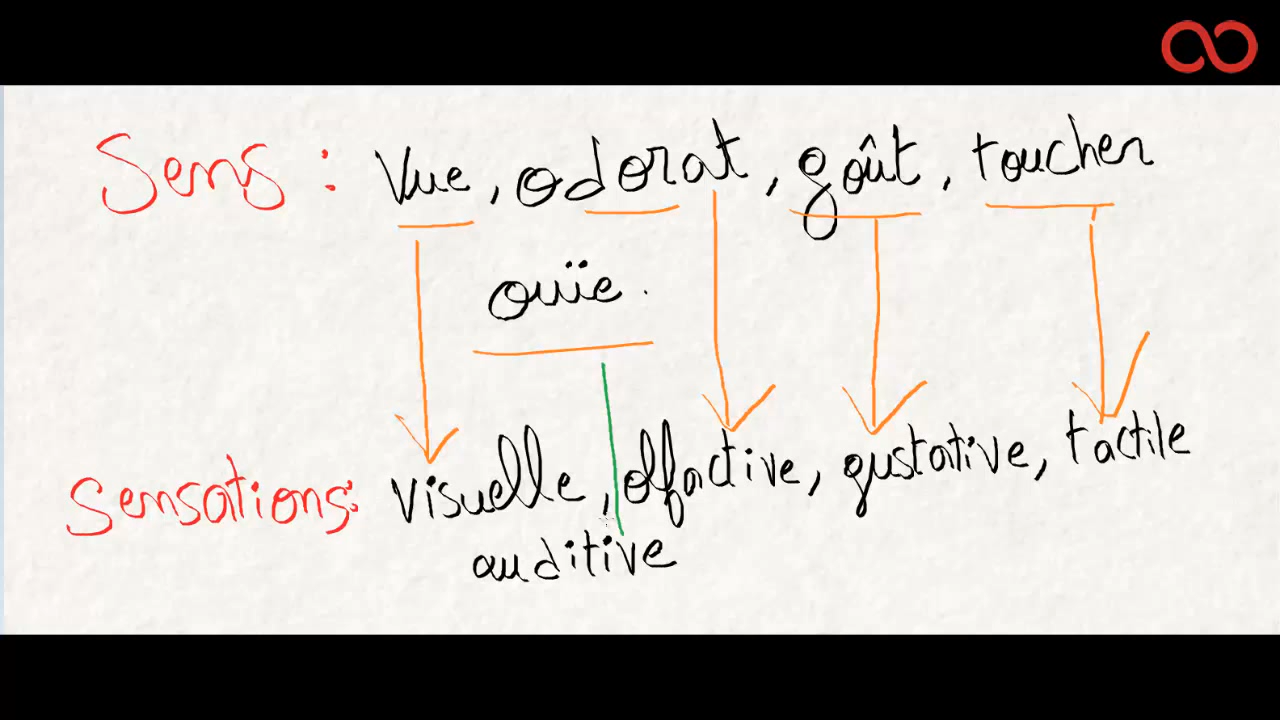 Sens : Vue, odorat, goût, toucher
ouïe.
Sensations: visuelle, olfactive, gustative, tactile
auditive